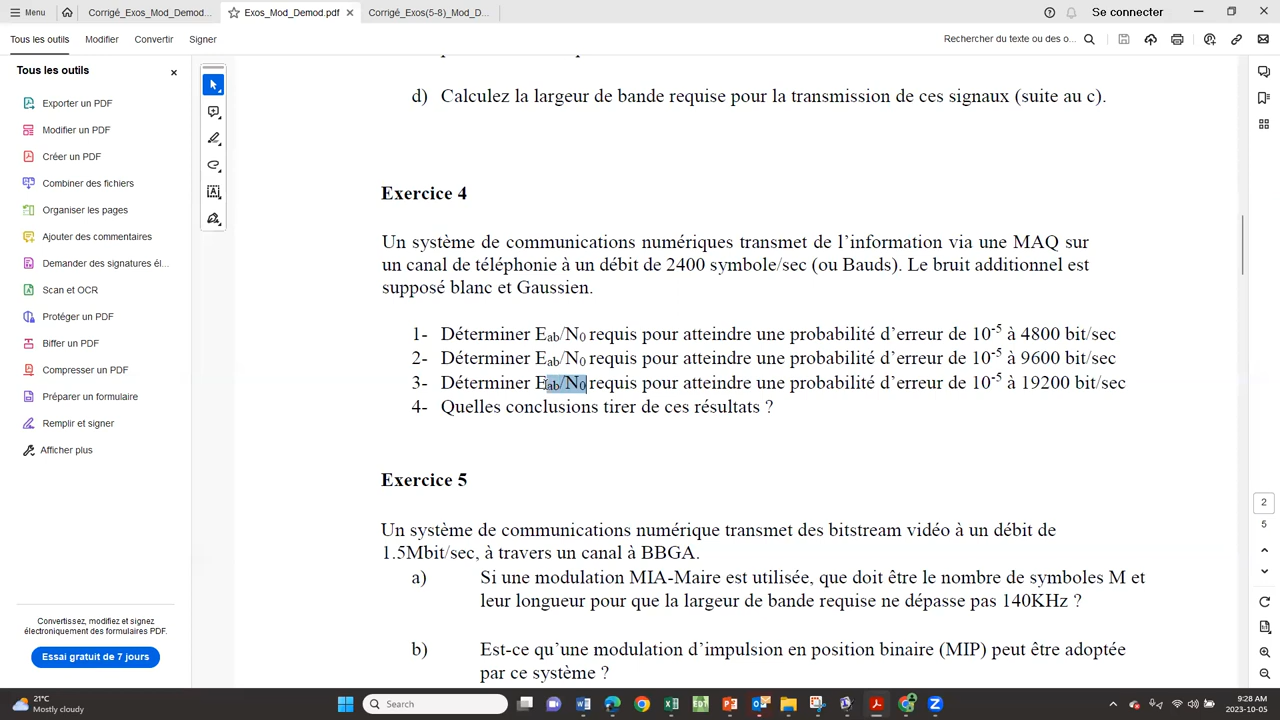 Menu
Corrigé_Exos_Mod_Demod...
Exos_Mod_Demod.pdf
Corrigé_Exos(5-8)_Mod_D...
Se connecter
Tous les outils
Modifier
Convertir
Signer
Rechercher du texte ou des o...
Tous les outils
Exporter un PDF
Modifier un PDF
Créer un PDF
Combiner des fichiers
Organiser les pages
Ajouter des commentaires
Demander des signatures él...
Scan et OCR
Protéger un PDF
Biffer un PDF
Compresser un PDF
Préparer un formulaire
Remplir et signer
Afficher plus
Convertissez, modifiez et signez
électroniquement des formulaires PDF.
Essai gratuit de 7 jours
d) Calculez la largeur de bande requise pour la transmission de ces signaux (suite au c).
Exercice 4
Un système de communications numériques transmet de l’information via une MAQ sur
un canal de téléphonie à un débit de 2400 symbole/sec (ou Bauds). Le bruit additionnel est
supposé blanc et Gaussien.
1- Déterminer Eab/N0 requis pour atteindre une probabilité d’erreur de 10-5 à 4800 bit/sec
2- Déterminer Eab/N0 requis pour atteindre une probabilité d’erreur de 10-5 à 9600 bit/sec
3- Déterminer Eab/N0 requis pour atteindre une probabilité d’erreur de 10-5 à 19200 bit/sec
4- Quelles conclusions tirer de ces résultats ?
Exercice 5
Un système de communications numérique transmet des bitstream vidéo à un débit de
1.5Mbit/sec, à travers un canal à BBGA.
a) Si une modulation MIA-Maire est utilisée, que doit être le nombre de symboles M et
leur longueur pour que la largeur de bande requise ne dépasse pas 140KHz ?
b) Est-ce qu’une modulation d’impulsion en position binaire (MIP) peut être adoptée
par ce système ?
2
5
21°C
Mostly cloudy
Search
9:28 AM
2023-10-05